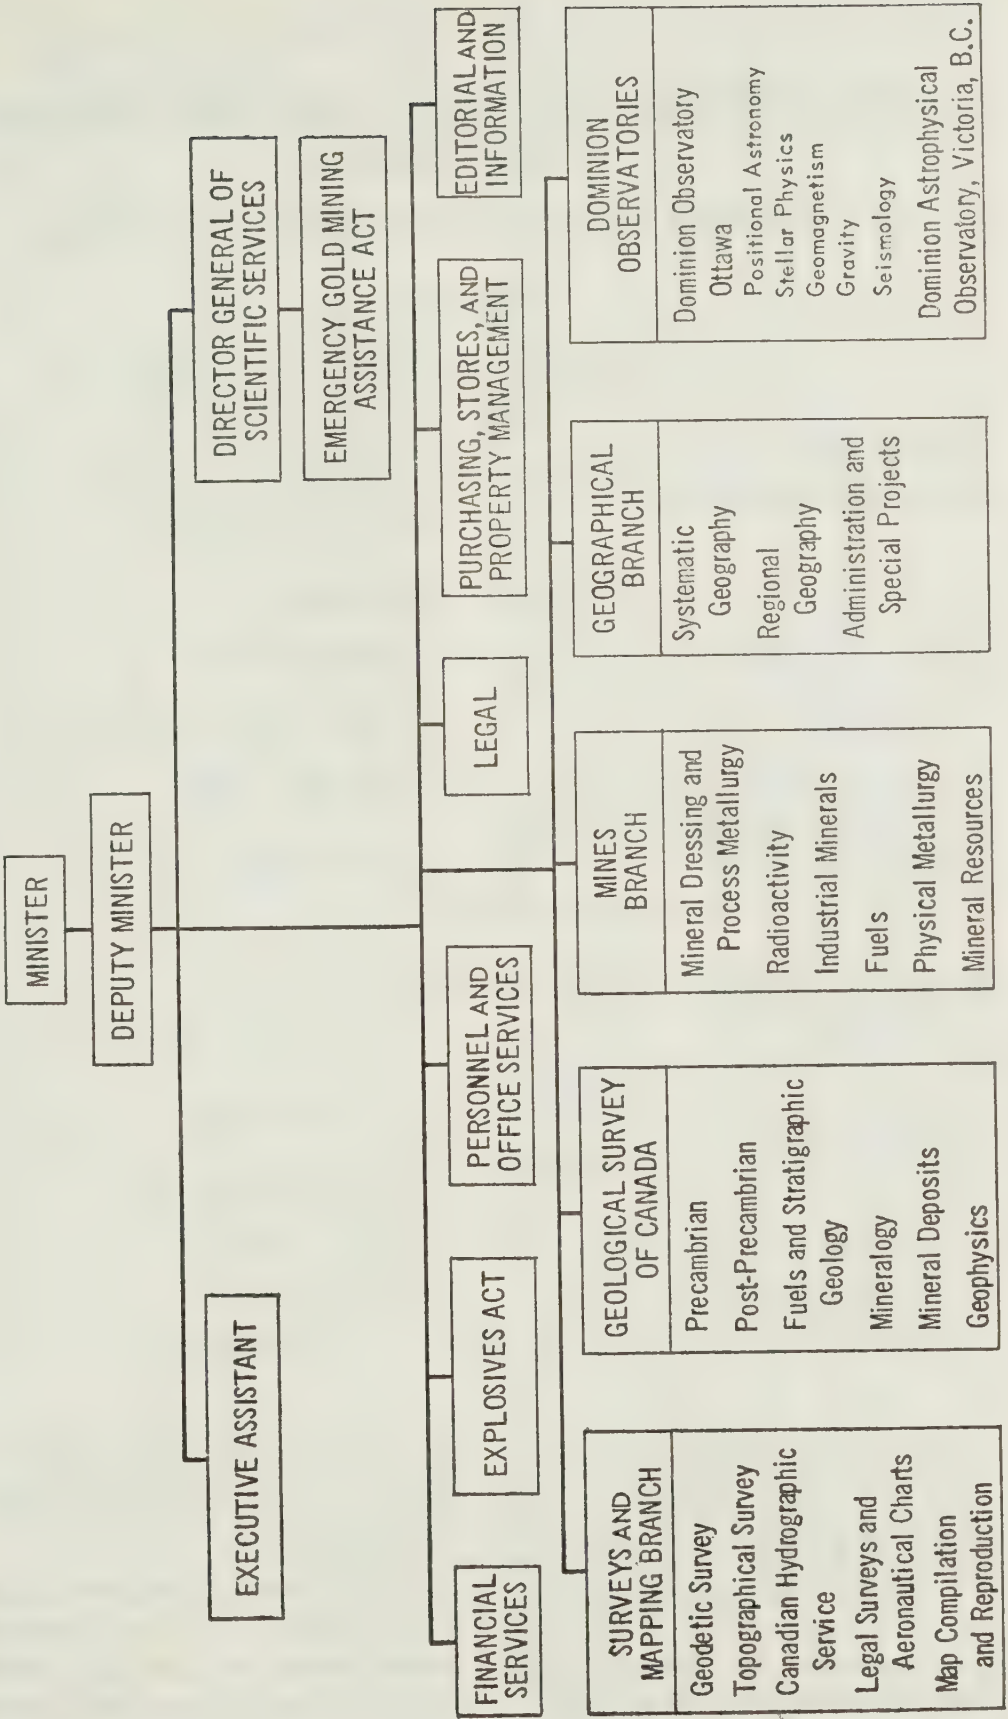 MINISTER
DEPUTY MINISTER
EXECUTIVE ASSISTANT
DIRECTOR GENERAL OF
SCIENTIFIC SERVICES
EMERGENCY GOLD MINING
ASSISTANCE ACT
FINANCIAL
SERVICES
EXPLOSIVES ACT
PERSONNEL AND
OFFICE SERVICES
LEGAL
PURCHASING, STORES, AND
PROPERTY MANAGEMENT
EDITORIAL AND
INFORMATION
SURVEYS AND
MAPPING BRANCH
Geodetic Survey
Topographical Survey
Canadian Hydrographic
Service
Legal Surveys and
Aeronautical Charts
Map Compilation
and Reproduction
GEOLOGICAL SURVEY
OF CANADA
Precambrian
Post-Precambrian
Fuels and Stratigraphic
Geology
Mineralogy
Mineral Deposits
Geophysics
MINES
BRANCH
Mineral Dressing and
Process Metallurgy
Radioactivity
Industrial Minerals
Fuels
Physical Metallurgy
Mineral Resources
GEOGRAPHICAL
BRANCH
Systematic
Geography
Regional
Geography
Administration and
Special Projects
DOMINION
OBSERVATORIES
Dominion Observatory
Ottawa
Positional Astronomy
Stellar Physics
Geomagnetism
Gravity
Seismology
Dominion Astrophysical
Observatory, Victoria, B.C.